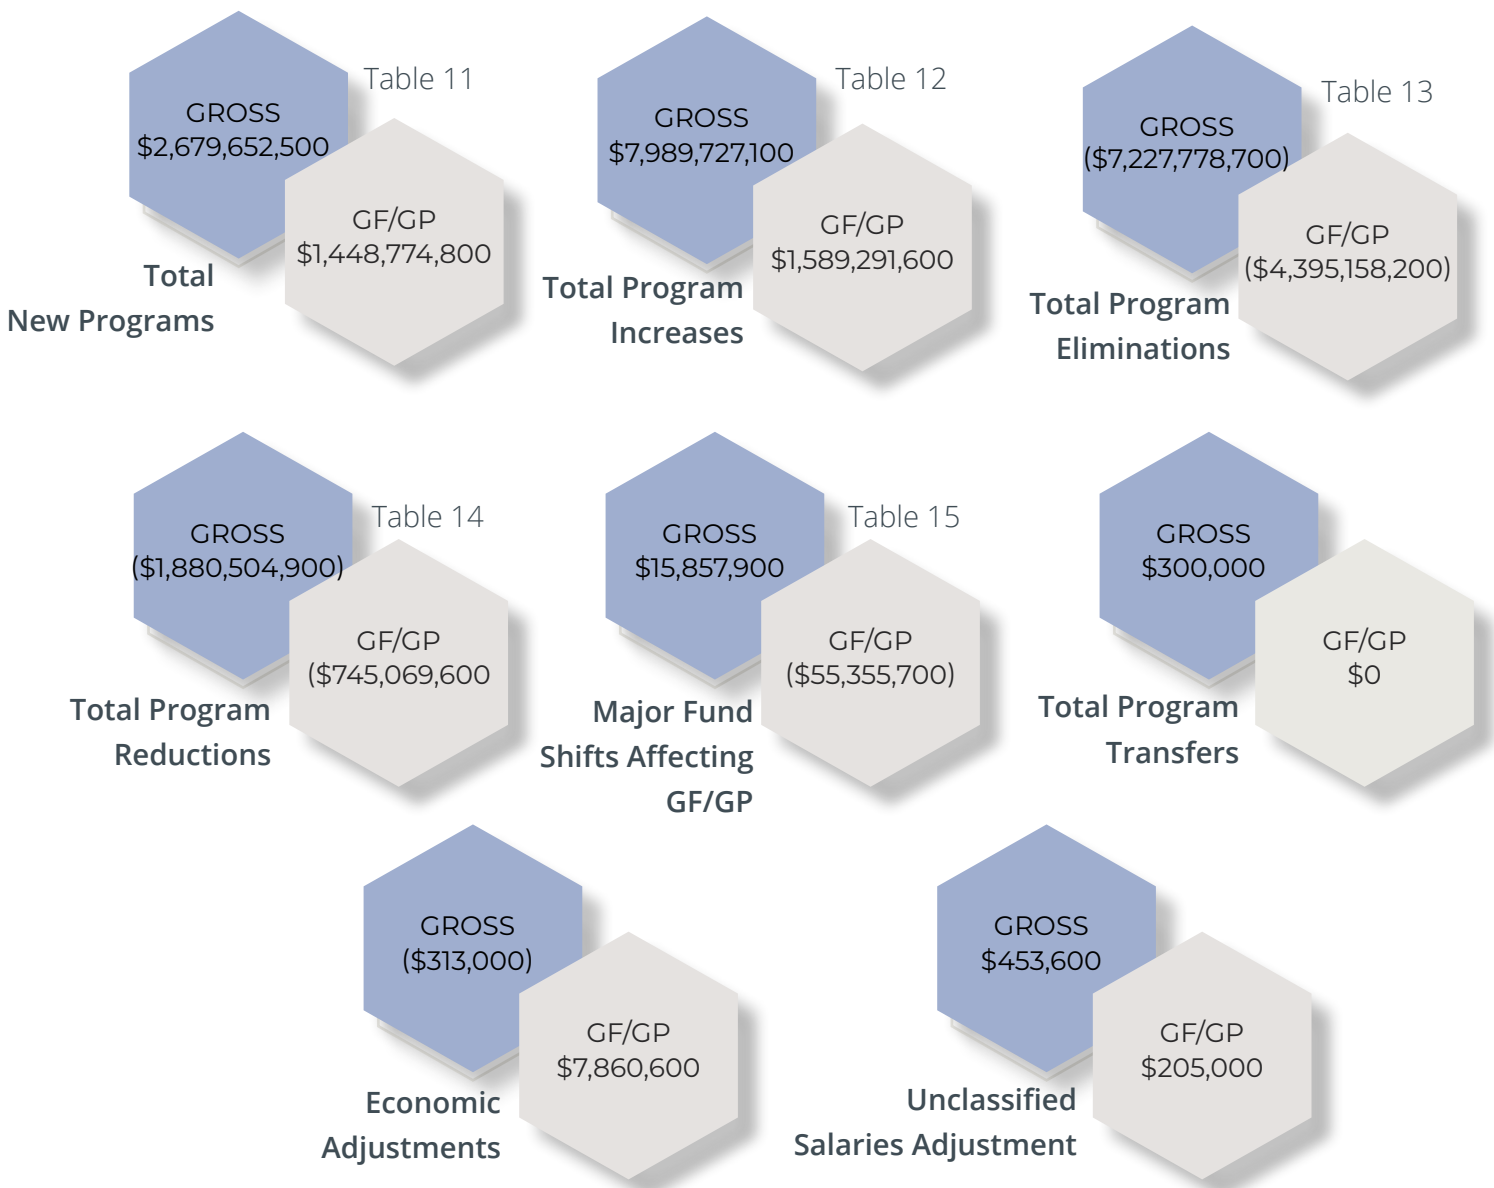 Table 11
GROSS
$2,679,652,500
GF/GP
$1,448,774,800
Total
New Programs
Table 12
GROSS
$7,989,727,100
GF/GP
$1,589,291,600
Total Program
Increases
Table 13
GROSS
($7,227,778,700)
GF/GP
($4,395,158,200)
Total Program
Eliminations
Table 14
GROSS
($1,880,504,900)
GF/GP
($745,069,600
Total Program
Reductions
Table 15
GROSS
$15,857,900
GF/GP
($55,355,700)
Major Fund
Shifts Affecting
GF/GP
GROSS
$300,000
GF/GP
$0
Total Program
Transfers
GROSS
($313,000)
GF/GP
$7,860,600
Economic
Adjustments
GROSS
$453,600
GF/GP
$205,000
Unclassified
Salaries Adjustment